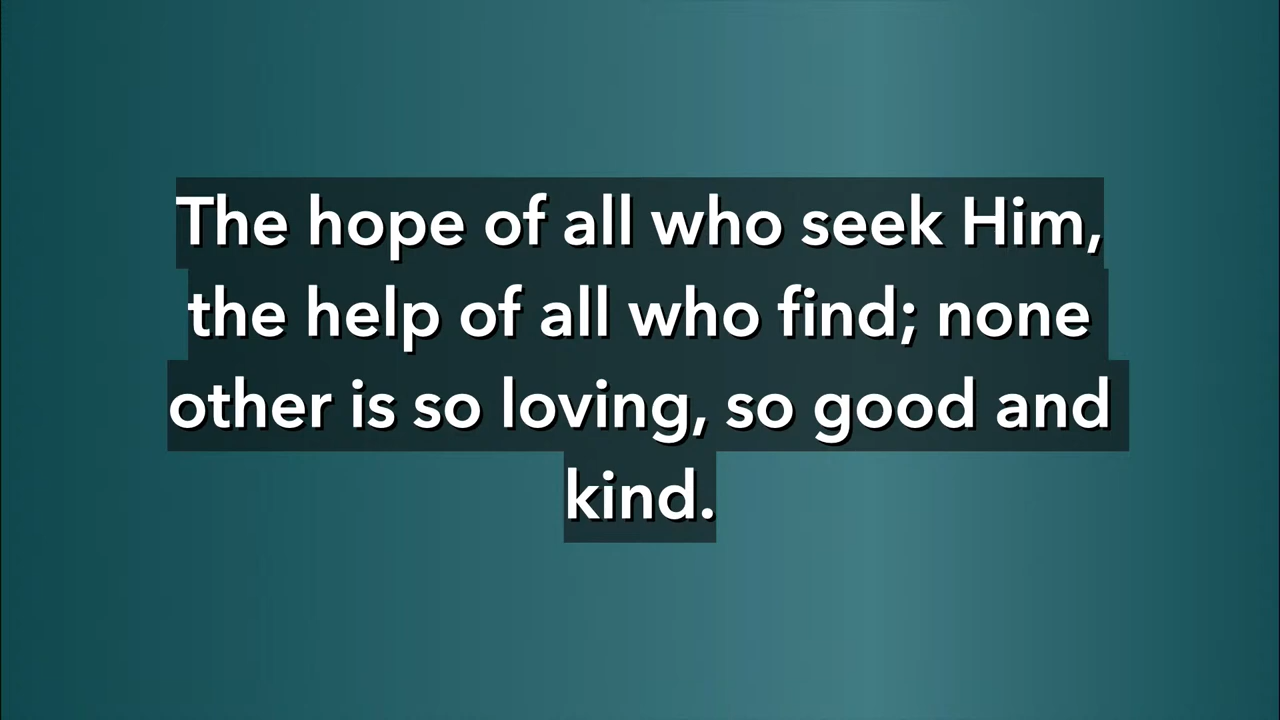 The hope of all who seek Him,
the help of all who find; none
other is so loving, so good and
kind.